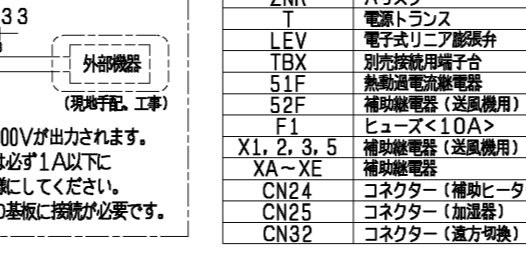 33
外部機器
(現地手配、工事)
00Vが出力されます。
は必ず1A以下に
様にしてください。
の基板に接続が必要です。
ZNR バリスタ
T 電源トランス
LEV 電子式リニア膨張弁
TBX 別売接続用端子台
51F 熱動過電流継電器
52F 補助継電器(送風機用)
F1 ヒューズ<10A>
X1, 2, 3, 5 補助継電器(送風機用)
XA~XE 補助継電器
CN24 コネクター(補助ヒータ
CN25 コネクター(加湿器)
CN32 コネクター(遠方切換)